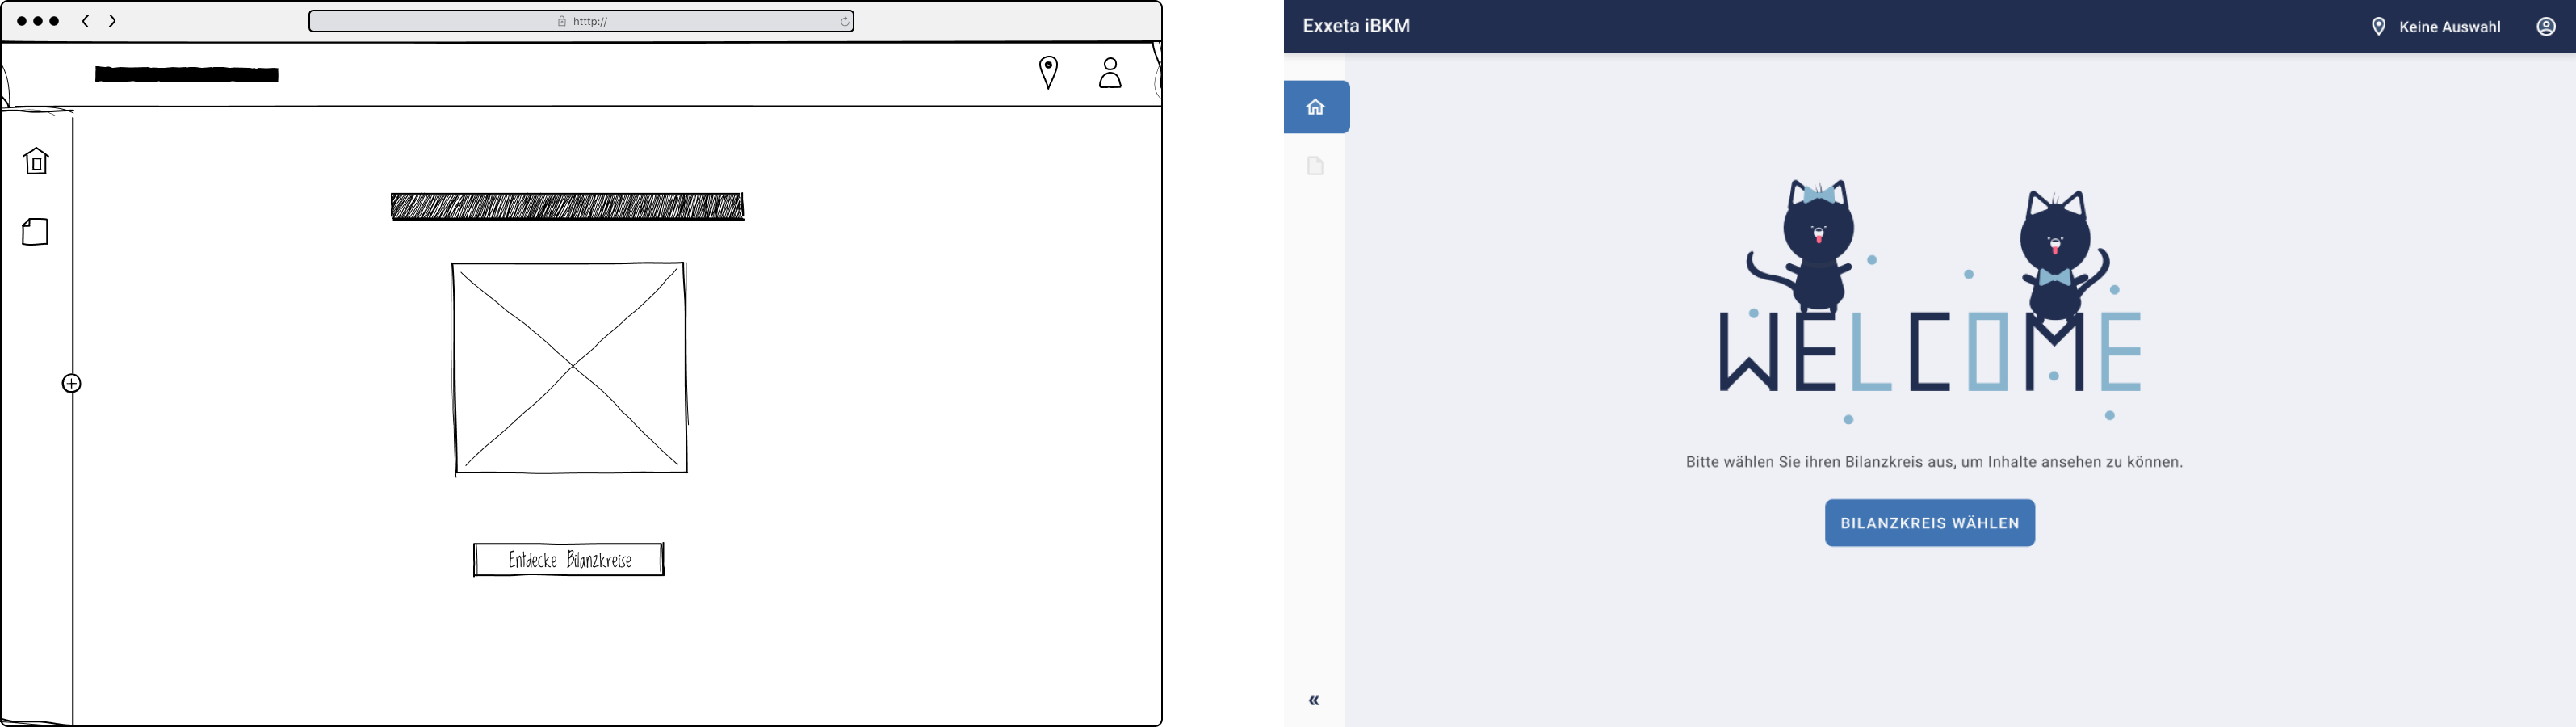 htttp://
Entdecke Bilanzkreise
Exxeta iBKM
Keine Auswahl
WELCOME
Bitte wählen Sie ihren Bilanzkreis aus, um Inhalte ansehen zu können.
BILANZKREIS WÄHLEN